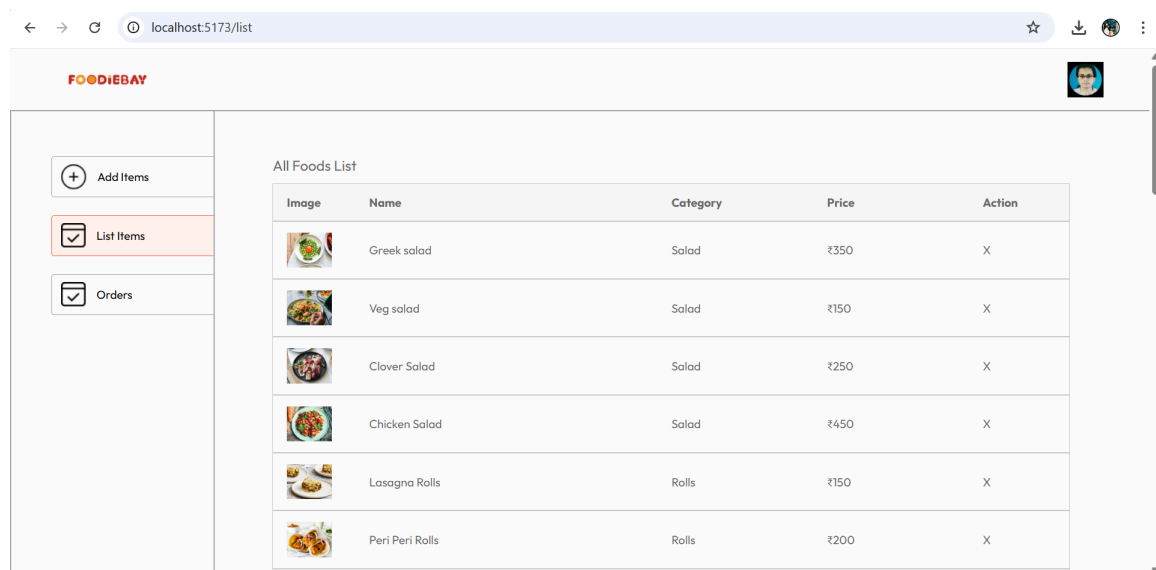 localhost:5173/list
FOODiEBAY
Add Items
List Items
Orders
All Foods List
Image Name Category Price Action
Greek salad Salad ₹350 X
Veg salad Salad ₹150 X
Clover Salad Salad ₹250 X
Chicken Salad Salad ₹450 X
Lasagna Rolls Rolls ₹150 X
Peri Peri Rolls Rolls ₹200 X